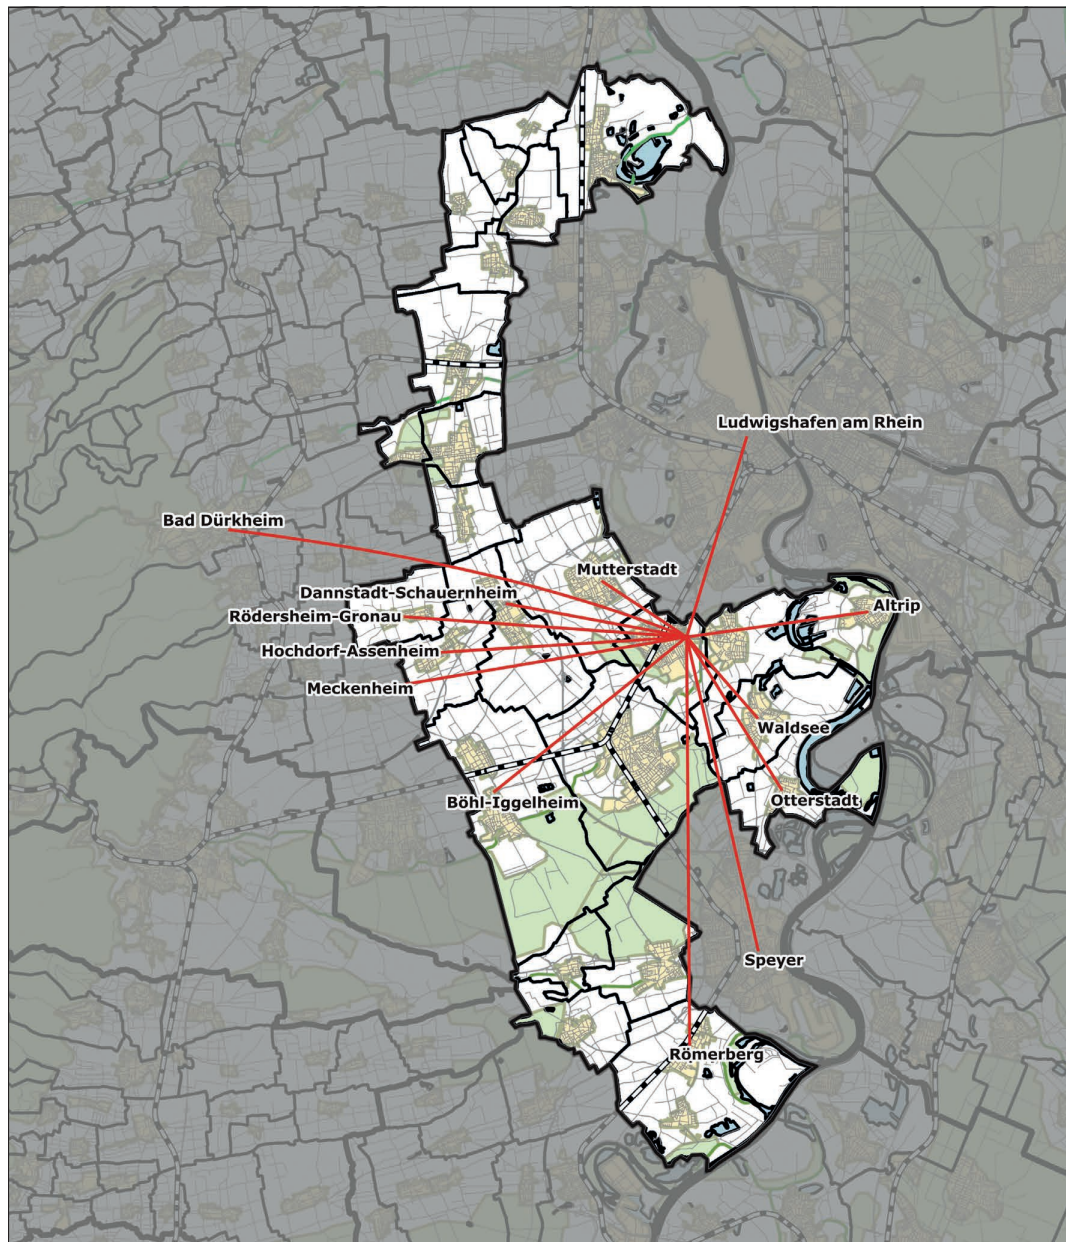 Ludwigshafen am Rhein
Bad Dürkheim
Mutterstadt
Dannstadt-Schauernheim
Altrip
Rödersheim-Gronau
Hochdorf-Assenheim
Meckenheim
Waldsee
Otterstadt
Böhl-Iggelheim
Speyer
Römerberg